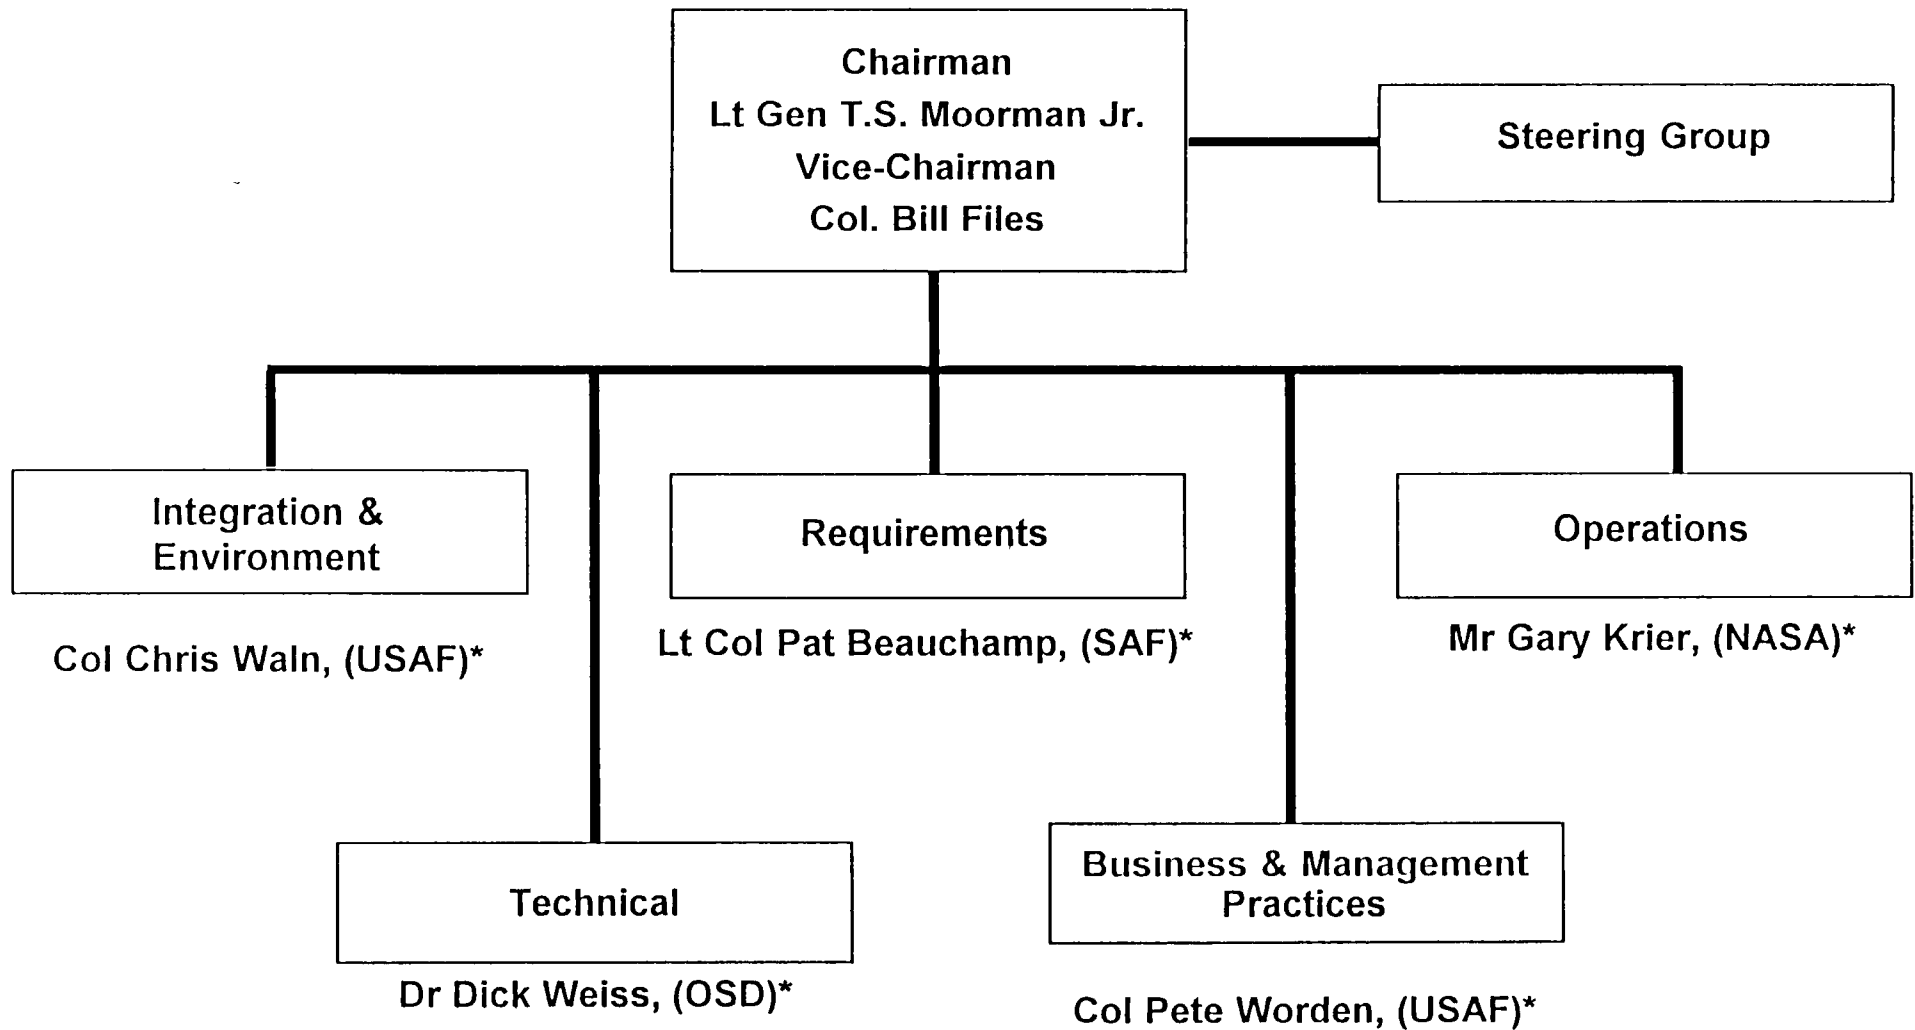 Chairman
Lt Gen T.S. Moorman Jr.
Vice-Chairman
Col. Bill Files
Steering Group
Integration &
Environment
Col Chris Waln, (USAF)*
Requirements
Lt Col Pat Beauchamp, (SAF)*
Operations
Mr Gary Krier, (NASA)*
Technical
Dr Dick Weiss, (OSD)*
Business & Management
Practices
Col Pete Worden, (USAF)*